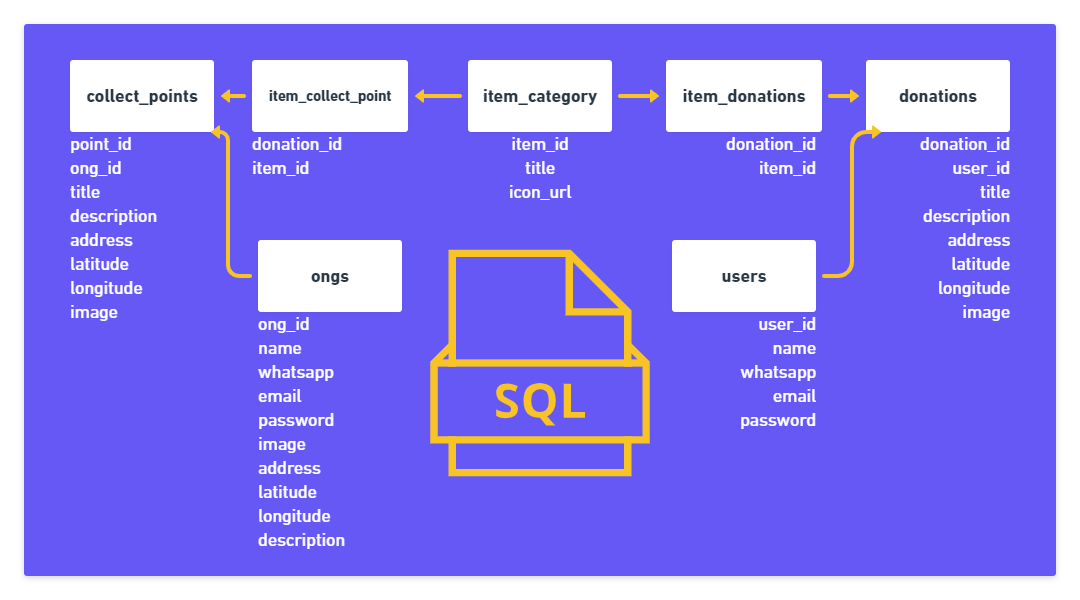 collect_points
point_id
ong_id
title
description
address
latitude
longitude
image
item_collect_point
donation_id
item_id
item_category
item_id
title
icon_url
item_donations
donation_id
item_id
donations
donation_id
user_id
title
description
address
latitude
longitude
image
ongs
ong_id
name
whatsapp
email
password
image
address
latitude
longitude
description
SQL
users
user_id
name
whatsapp
email
password